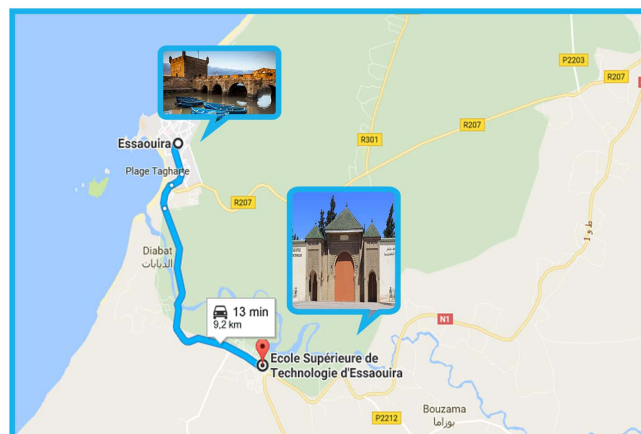 P2203
R207
R207
R301
Essaouira
Plage Tagharte
R207
Diabat
الديابات
13 min
9,2 km
N1
Ecole Supérieure de
Technologie d'Essaouira
P2212
Bouzama
بوزاما